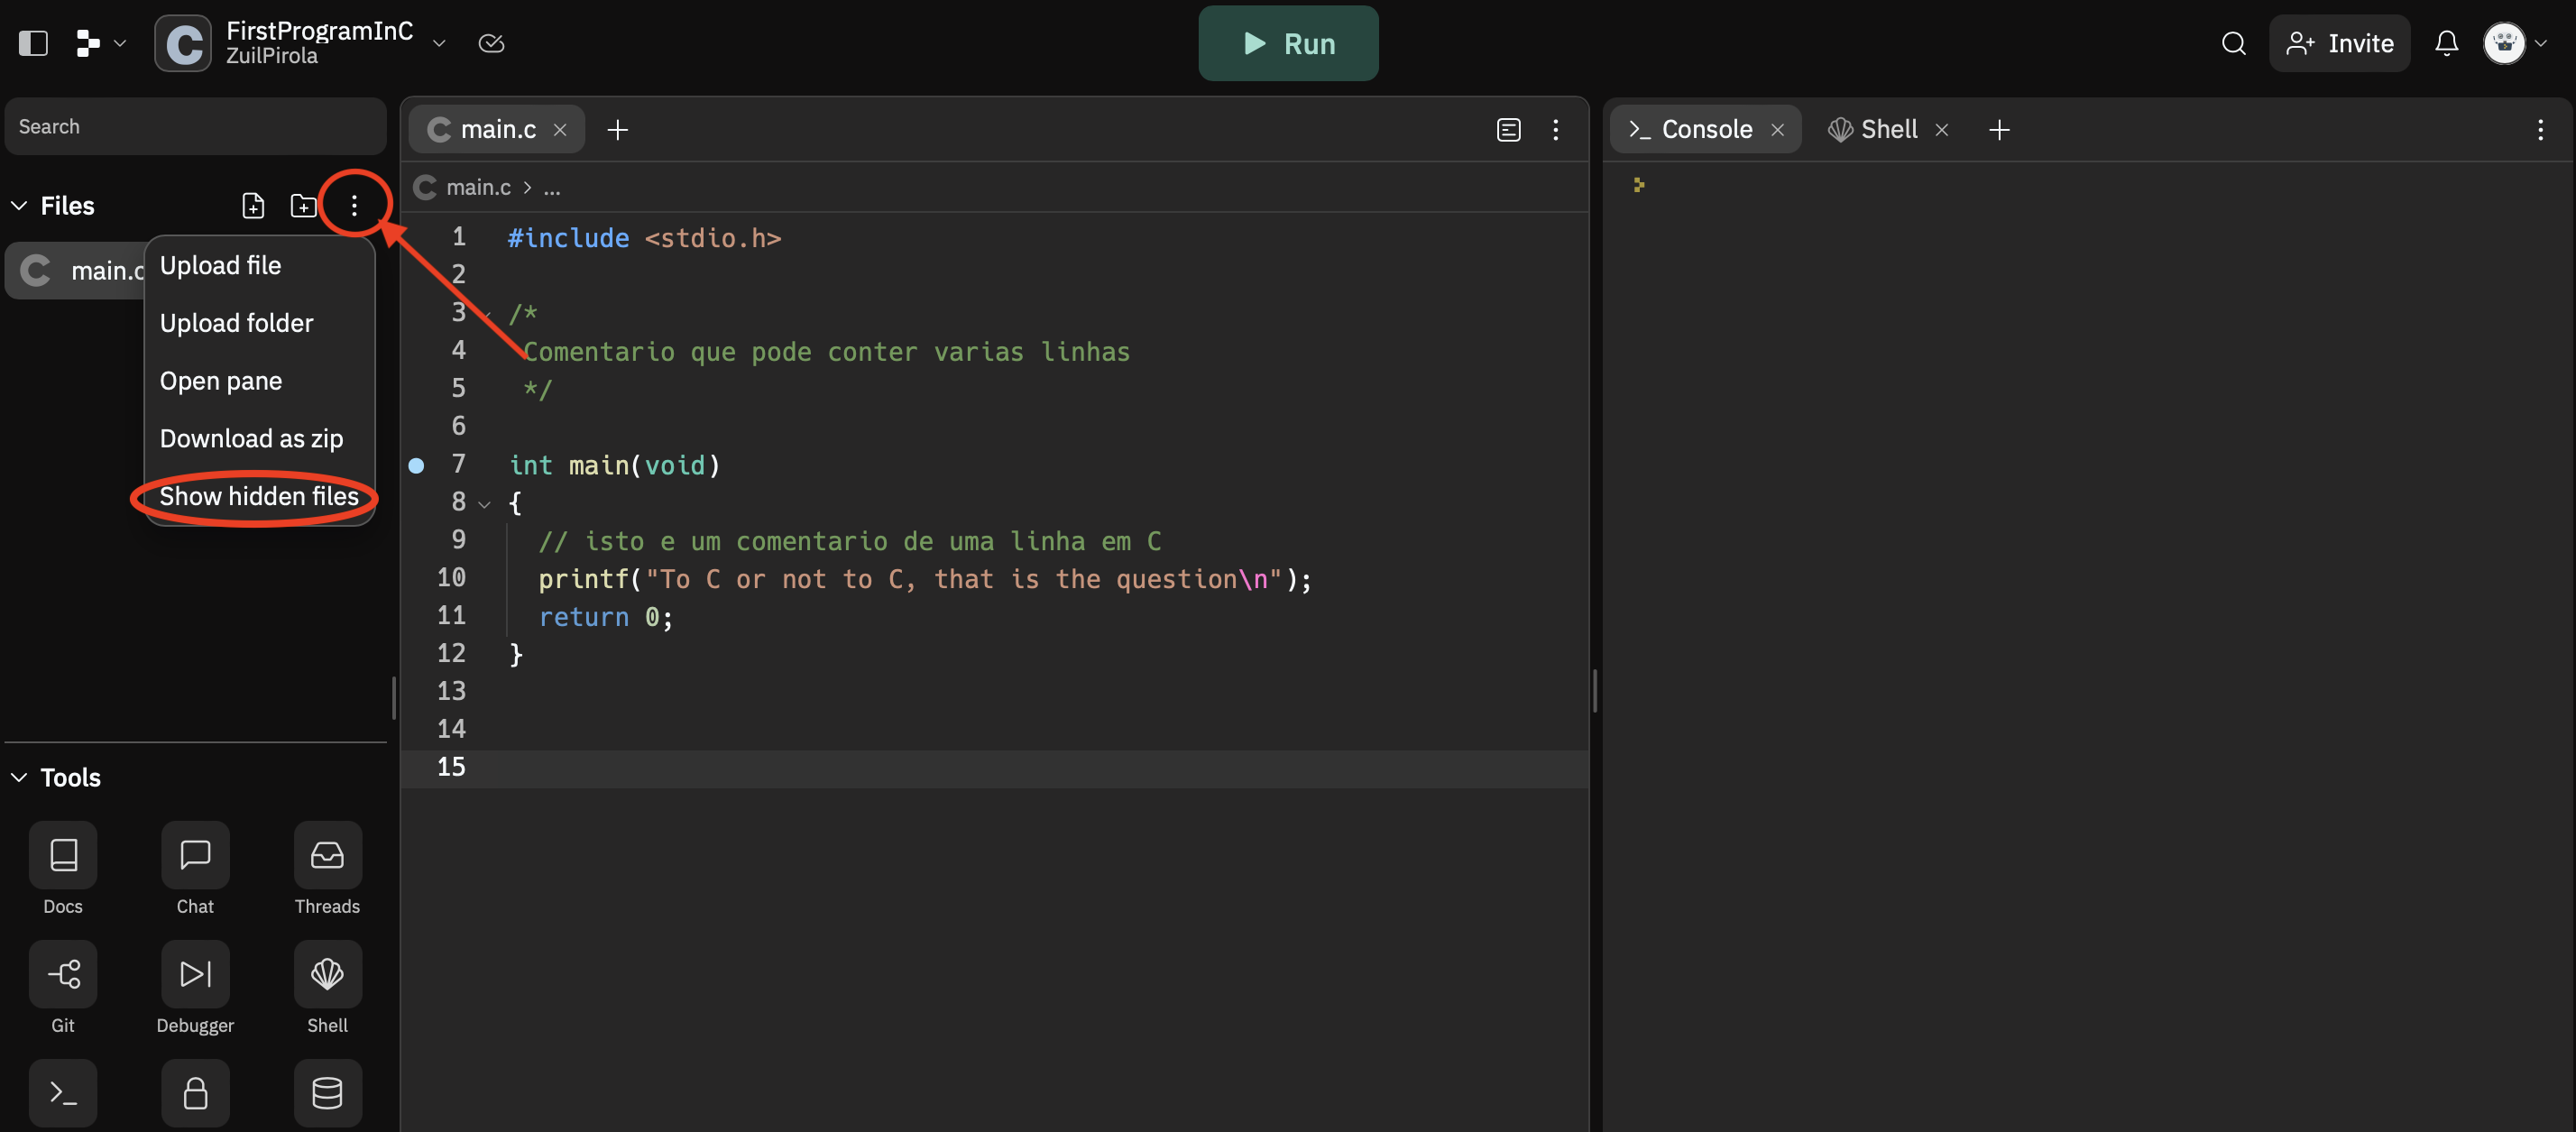 FirstProgramInC
ZuilPirola
Run
Invite
Search
Files
main.c
Upload file
Upload folder
Open pane
Download as zip
Show hidden files
Tools
Docs
Chat
Threads
Git
Debugger
Shell
main.c
main.c > ...
1 #include <stdio.h>
2
3 /*
4 Comentario que pode conter varias linhas
5 */
6
7 int main(void)
8 {
9 // isto e um comentario de uma linha em C
10 printf("To C or not to C, that is the question\n");
11 return 0;
12 }
13
14
15
Console
Shell